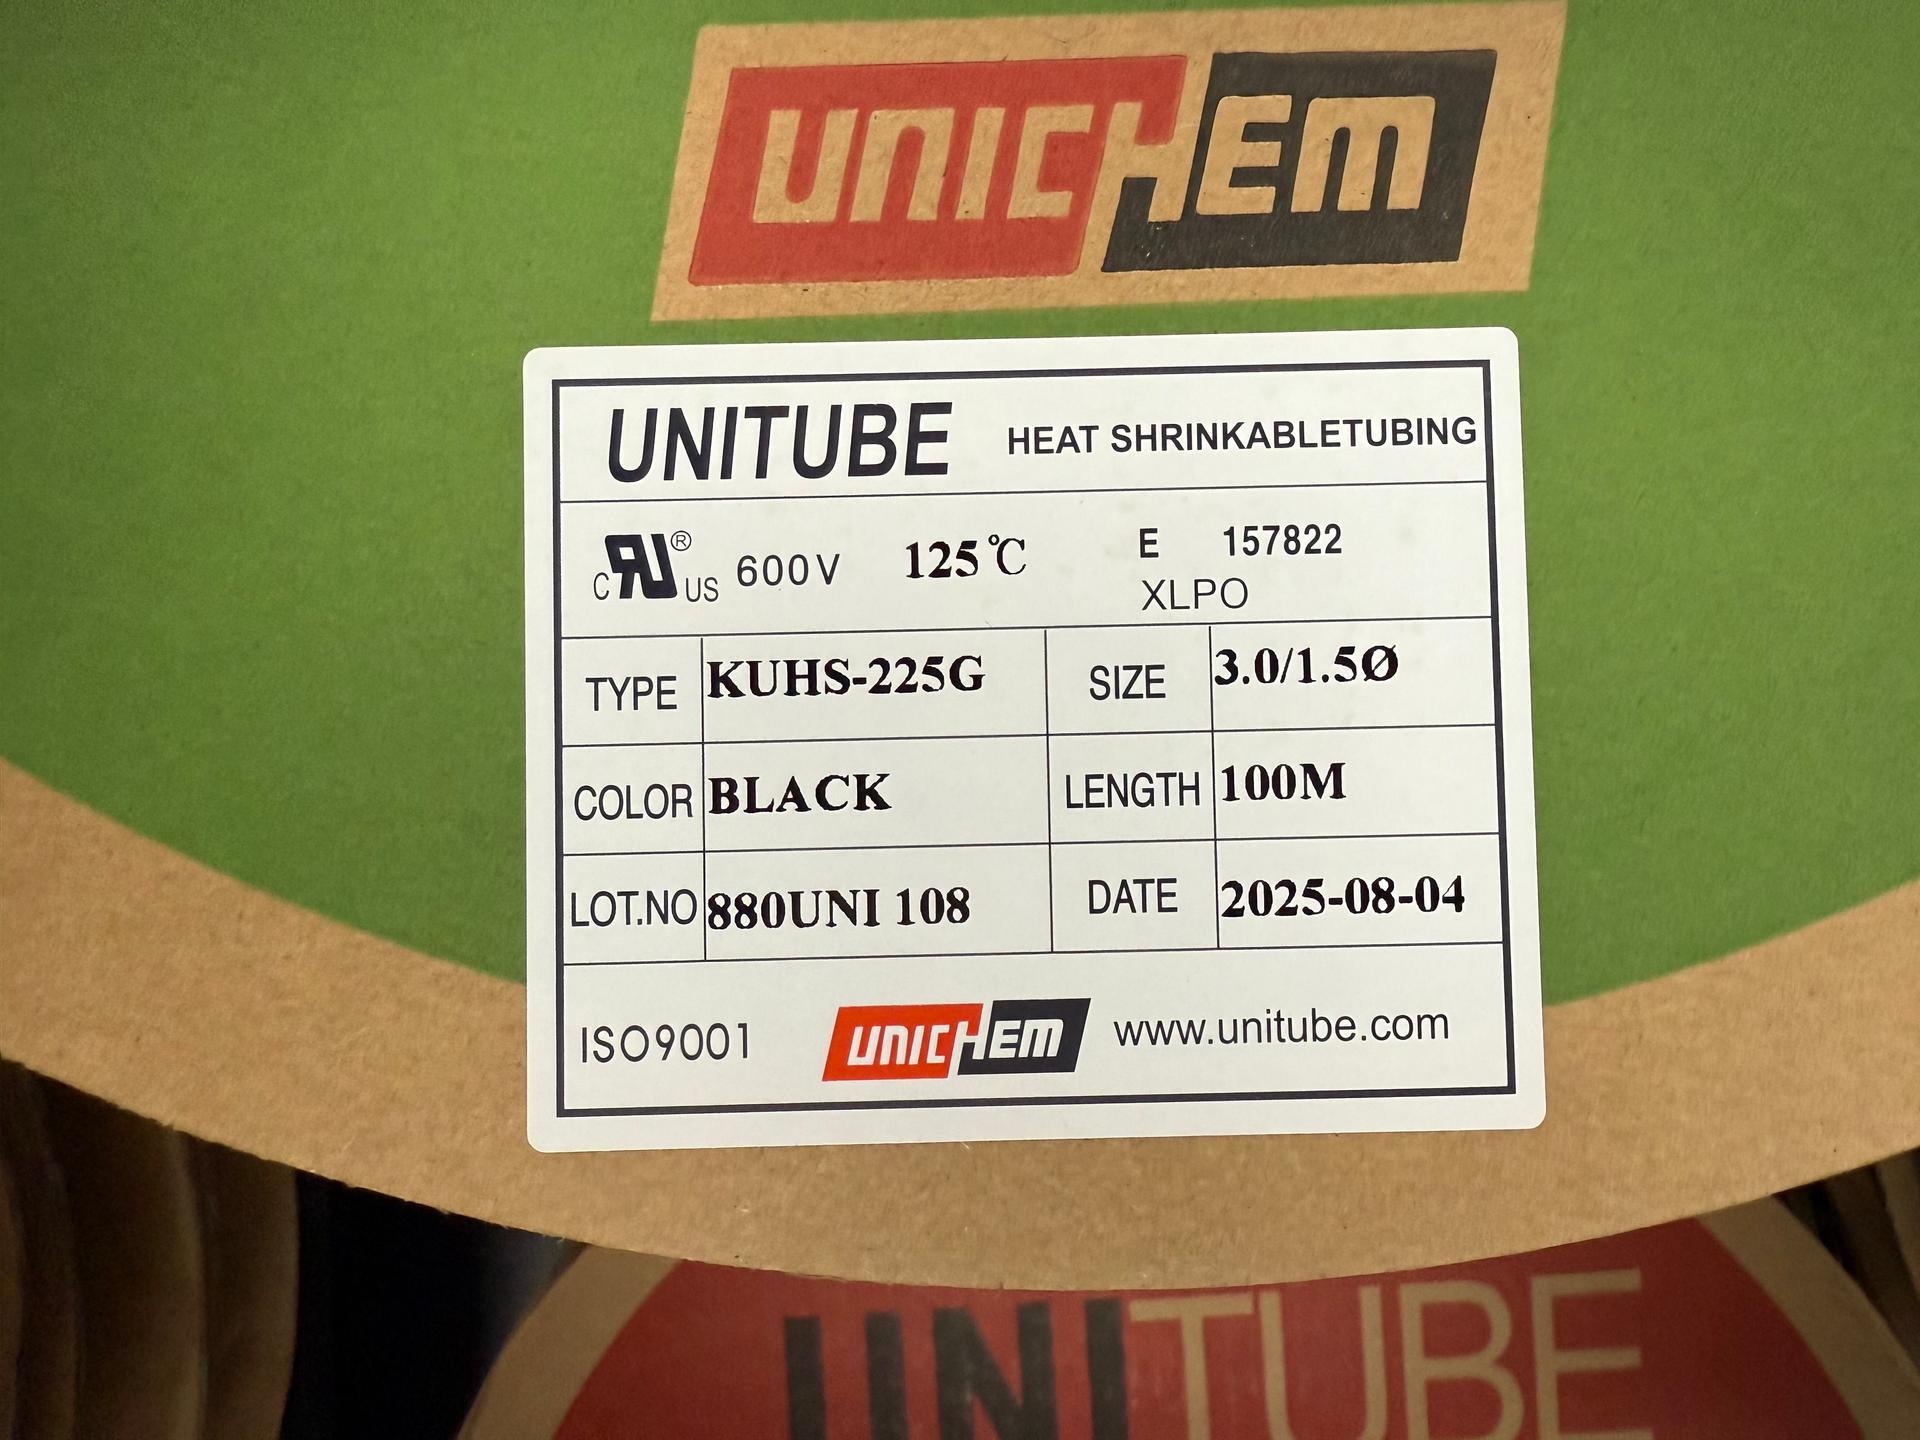 UNICHEM
UNITUBE HEAT SHRINKABLETUBING
c RU ® US 600V 125℃ E 157822
XLPO
TYPE KUHS-225G SIZE 3.0/1.5Ø
COLOR BLACK LENGTH 100M
LOT.NO 880UNI 108 DATE 2025-08-04
ISO9001 UNICHEM www.unitube.com
UNITUBE